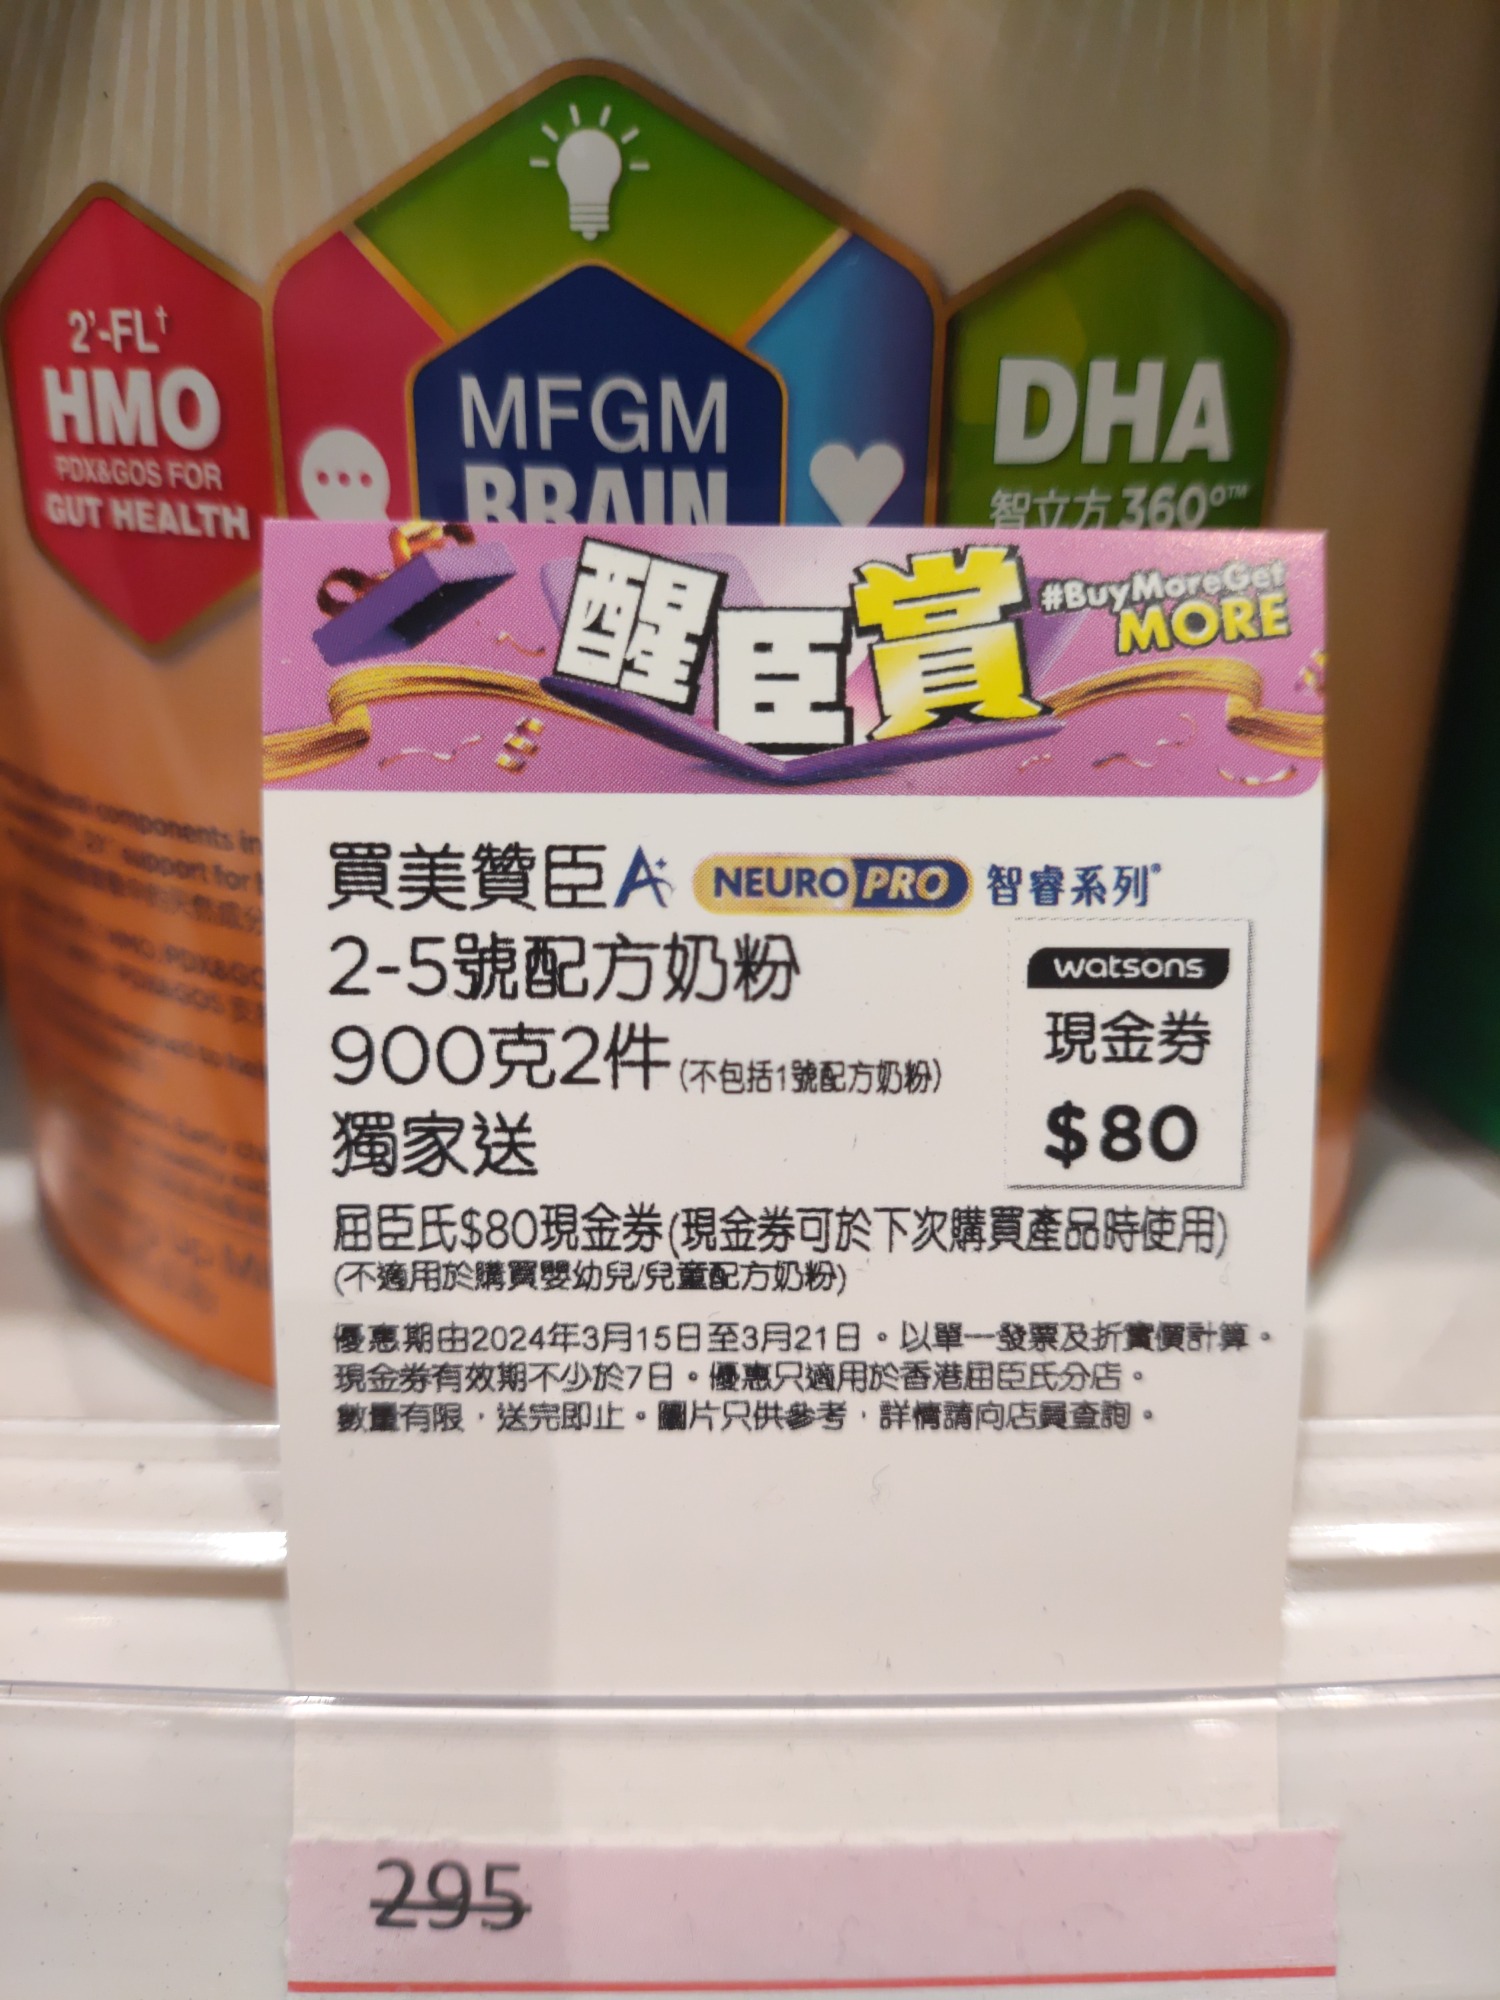 2'-FL†
HMO
PDX&GOS FOR
GUT HEALTH
MFGM
BRAIN
DHA
智立方 360°™
醒臣賞
#BuyMoreGet
MORE
買美贊臣A+ NEUROPRO 智睿系列®
2-5號配方奶粉
900克2件(不包括1號配方奶粉)
獨家送
watsons
現金券
$80
屈臣氏$80現金券(現金券可於下次購買產品時使用)
(不適用於購買嬰幼兒/兒童配方奶粉)
優惠期由2024年3月15日至3月21日。以單一發票及折實價計算。
現金券有效期不少於7日。優惠只適用於香港屈臣氏分店。
數量有限，送完即止。圖片只供參考，詳情請向店員查詢。
295